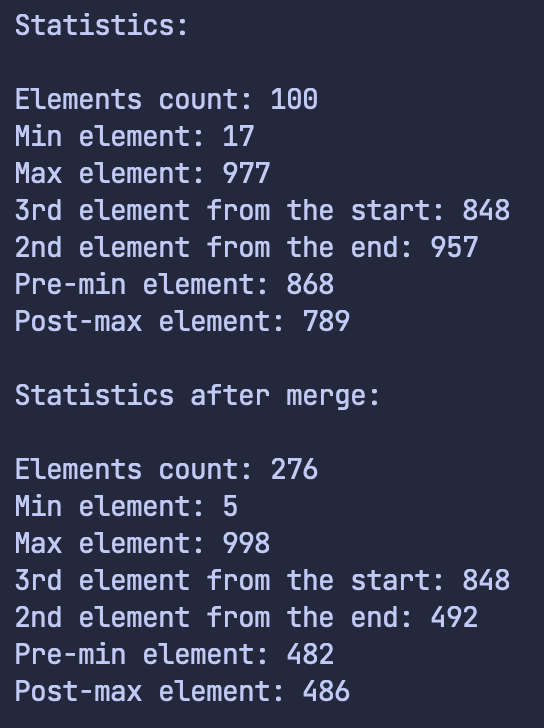 Statistics:
Elements count: 100
Min element: 17
Max element: 977
3rd element from the start: 848
2nd element from the end: 957
Pre-min element: 868
Post-max element: 789
Statistics after merge:
Elements count: 276
Min element: 5
Max element: 998
3rd element from the start: 848
2nd element from the end: 492
Pre-min element: 482
Post-max element: 486